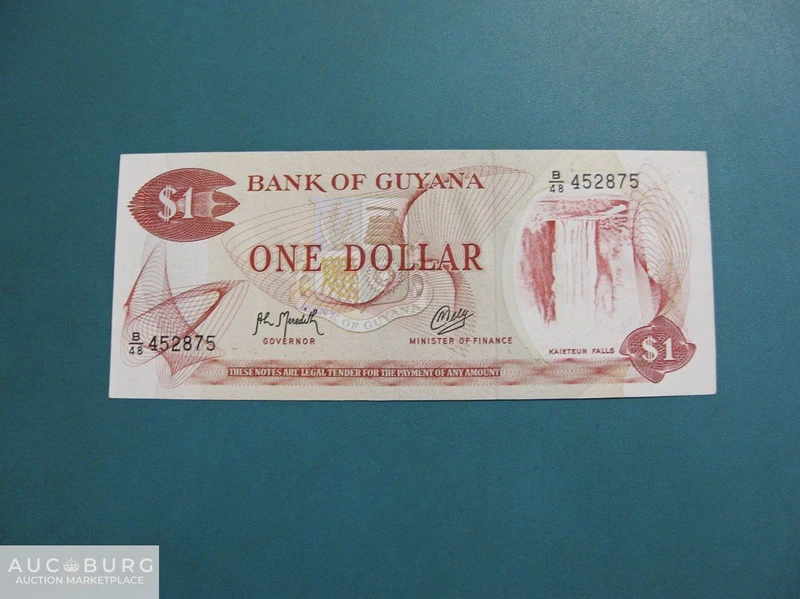 $1
BANK OF GUYANA
B/48 452875
ONE DOLLAR
BANK OF GUYANA
B/48 452875
A L Meredith
GOVERNOR
MINISTER OF FINANCE
KAIETEUR FALLS
$1
THESE NOTES ARE LEGAL TENDER FOR THE PAYMENT OF ANY AMOUNT
AUCBURG
AUCTION MARKETPLACE